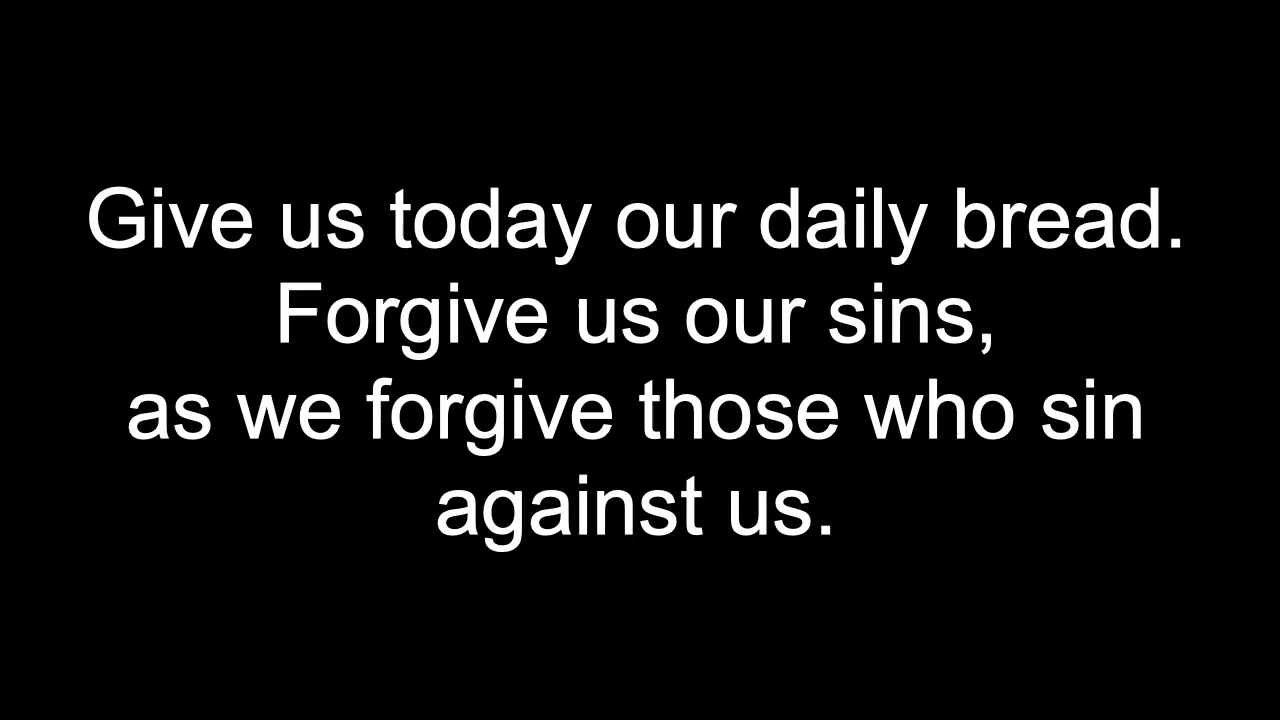 Give us today our daily bread.
Forgive us our sins,
as we forgive those who sin
against us.